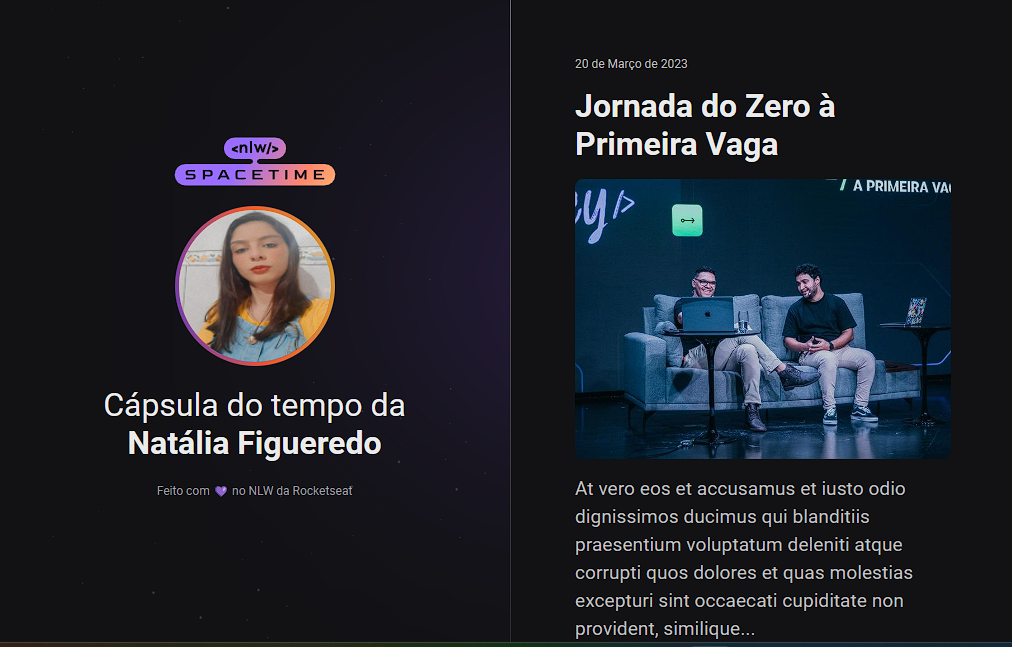 <nlw/>
SPACETIME
Cápsula do tempo da
Natália Figueredo
Feito com 💜 no NLW da Rocketseat
20 de Março de 2023
Jornada do Zero à
Primeira Vaga
A PRIMEIRA
At vero eos et accusamus et iusto odio
dignissimos ducimus qui blanditiis
praesentium voluptatum deleniti atque
corrupti quos dolores et quas molestias
excepturi sint occaecati cupiditate non
provident, similique...